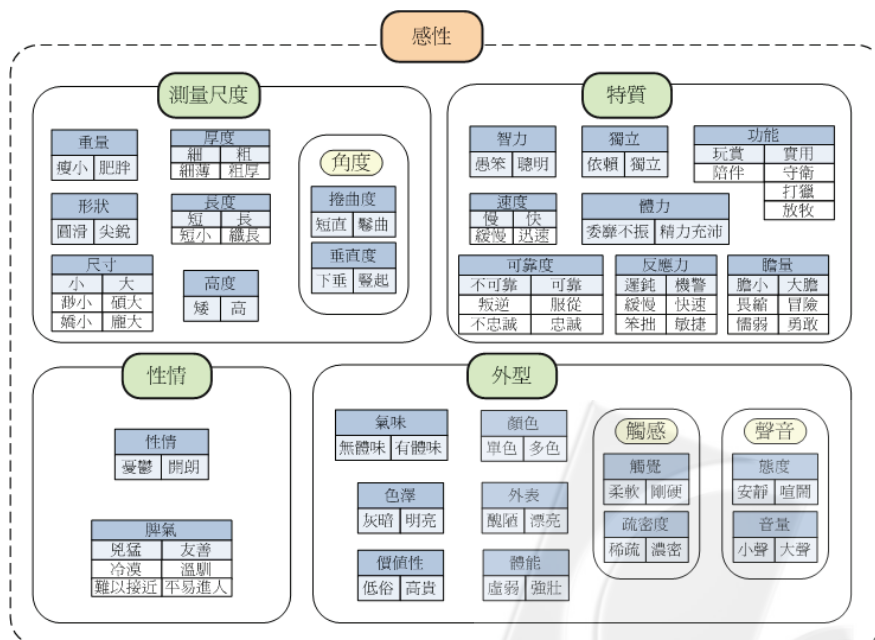 感性
測量尺度
重量
瘦小 肥胖
厚度
細 粗
細薄 粗厚
形狀
圓滑 尖銳
長度
短 長
短小 纖長
尺寸
小 大
渺小 碩大
嬌小 龐大
高度
矮 高
角度
捲曲度
短直 鬈曲
垂直度
下垂 豎起
特質
智力
愚笨 聰明
獨立
依賴 獨立
功能
玩賞 實用
陪伴 守衛
打獵
放牧
速度
慢 快
緩慢 迅速
體力
委靡不振 精力充沛
可靠度
不可靠 可靠
叛逆 服從
不忠誠 忠誠
反應力
遲鈍 機警
緩慢 快速
笨拙 敏捷
膽量
膽小 大膽
畏縮 冒險
懦弱 勇敢
性情
性情
憂鬱 開朗
脾氣
兇猛 友善
冷漠 溫馴
難以接近 平易進人
外型
氣味
無體味 有體味
顏色
單色 多色
色澤
灰暗 明亮
外表
醜陋 漂亮
價值性
低俗 高貴
體能
虛弱 強壯
觸感
觸覺
柔軟 剛硬
疏密度
稀疏 濃密
聲音
態度
安靜 喧鬧
音量
小聲 大聲